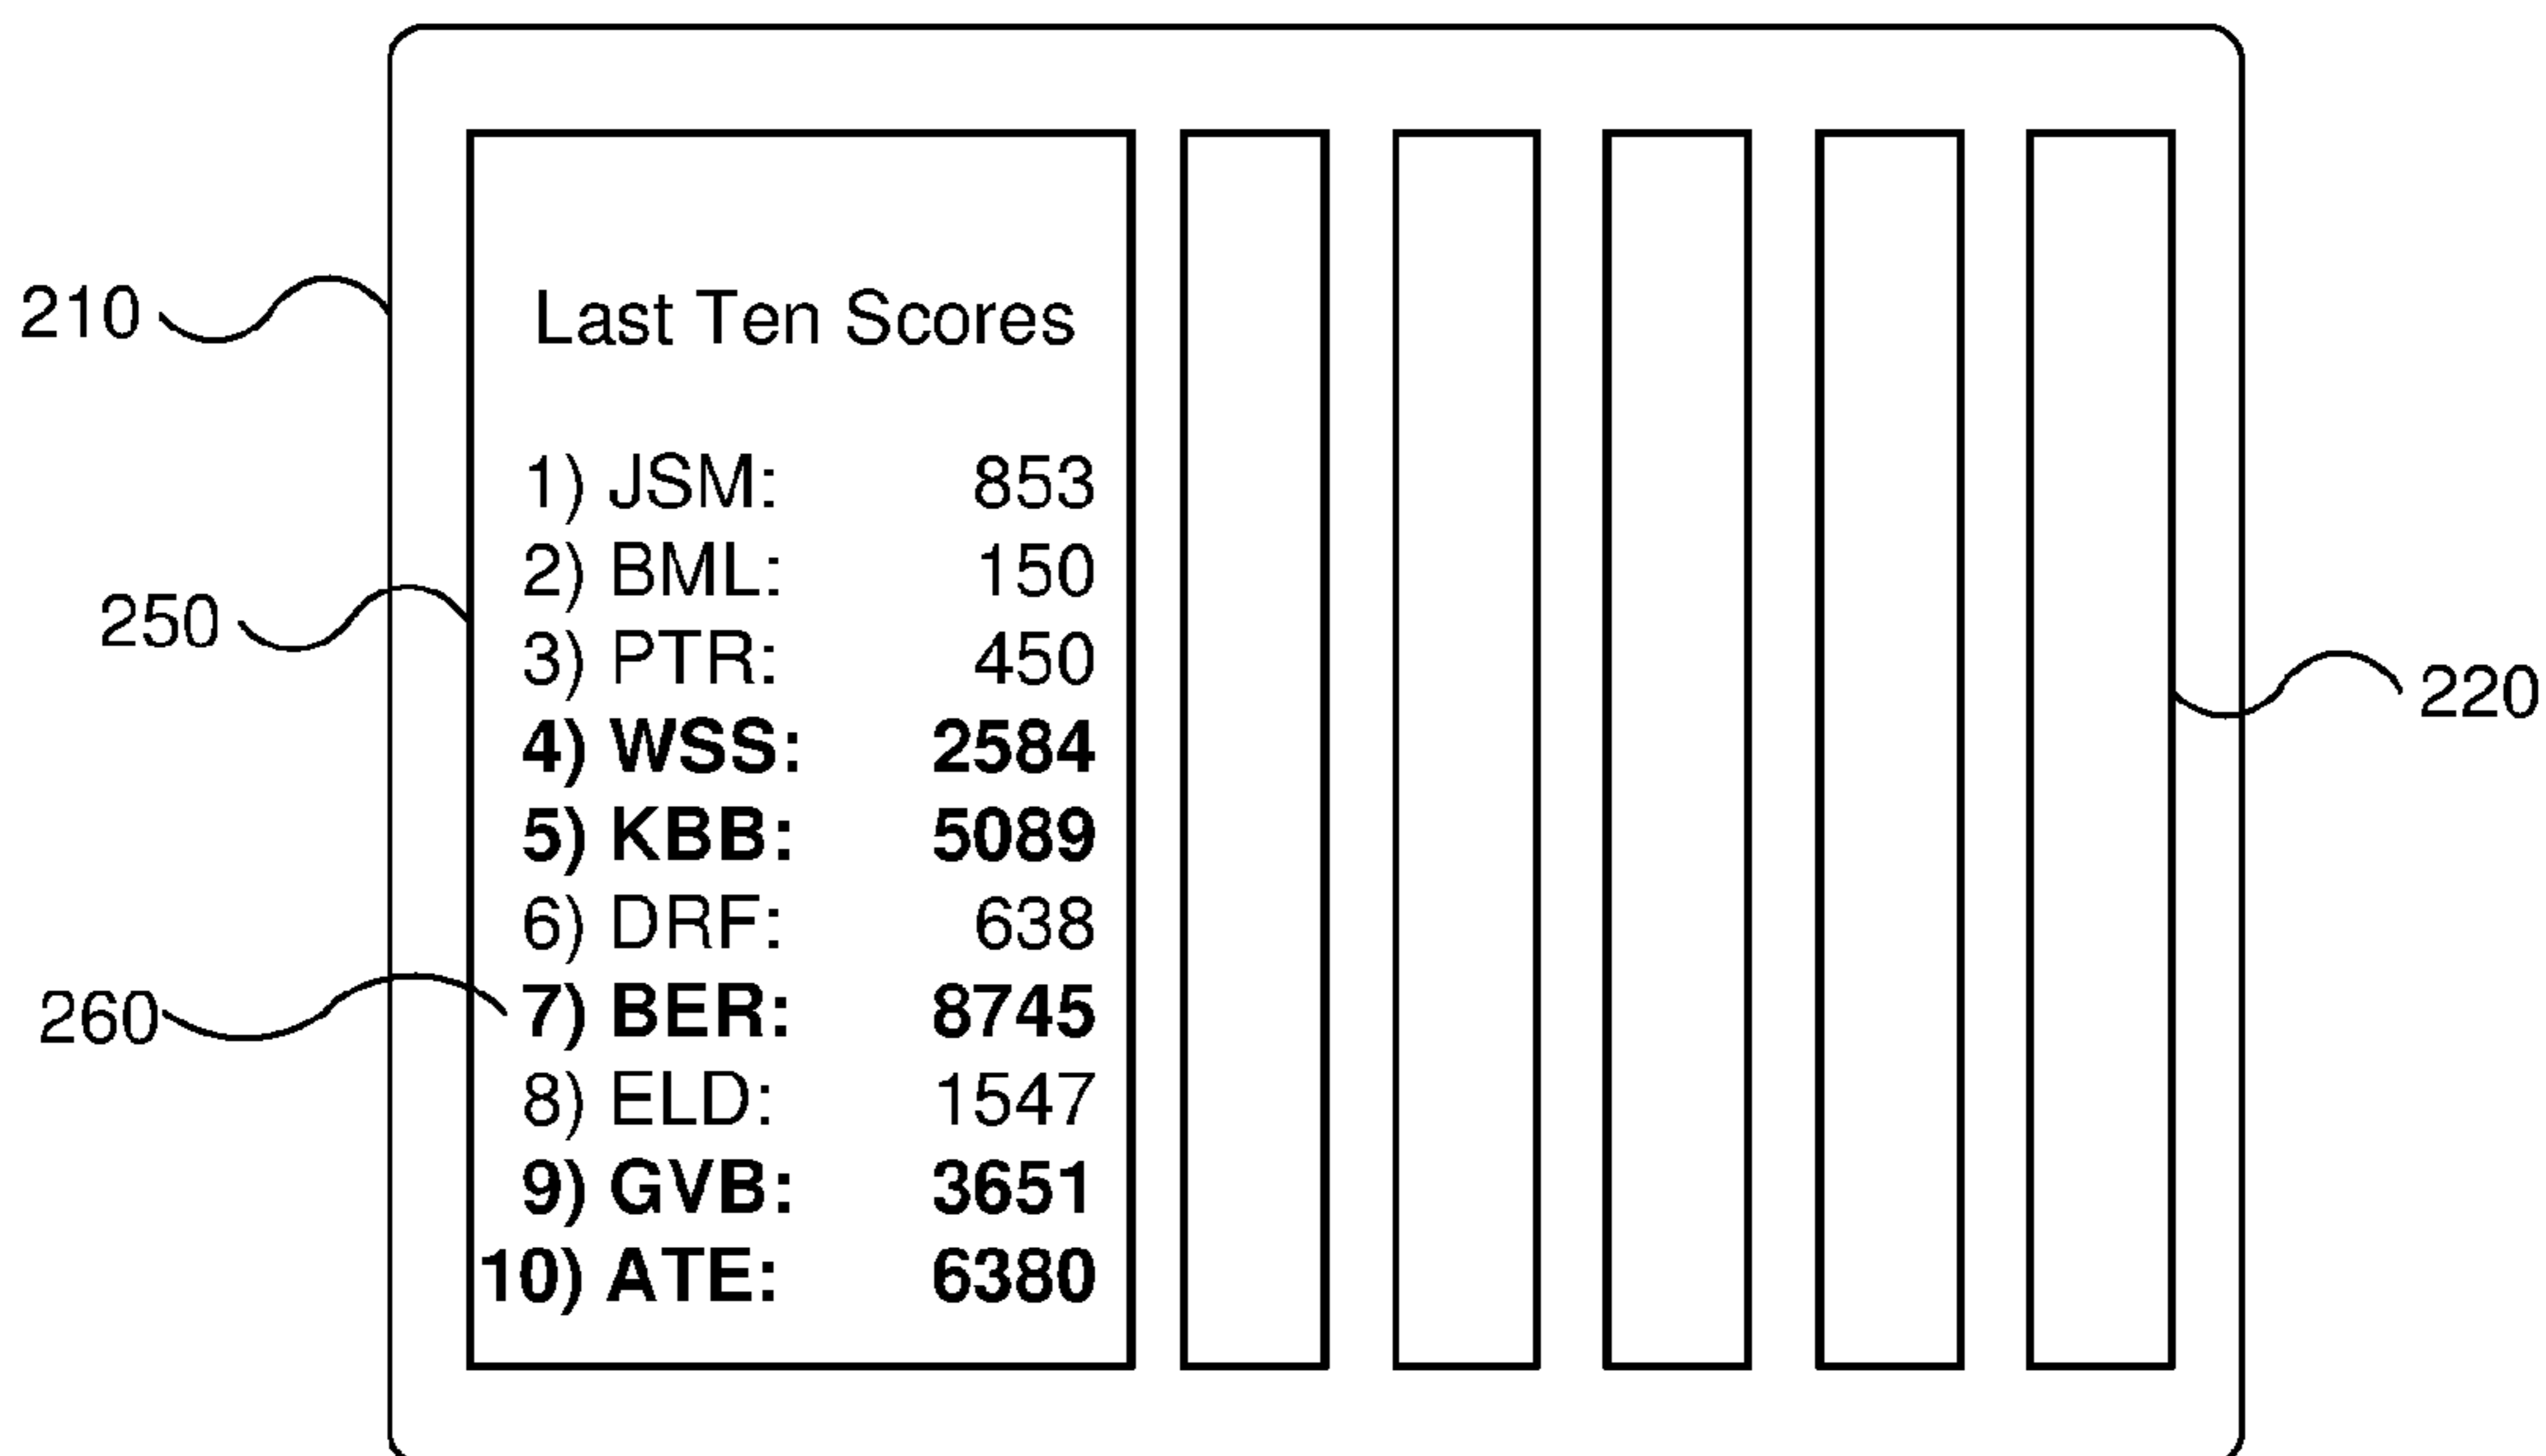 Last Ten Scores
210
1) JSM: 853
2) BML: 150
250
3) PTR: 450
220
4) WSS: 2584
5) KBB: 5089
6) DRF: 638
260
7) BER: 8745
8) ELD: 1547
9) GVB: 3651
10) ATE: 6380